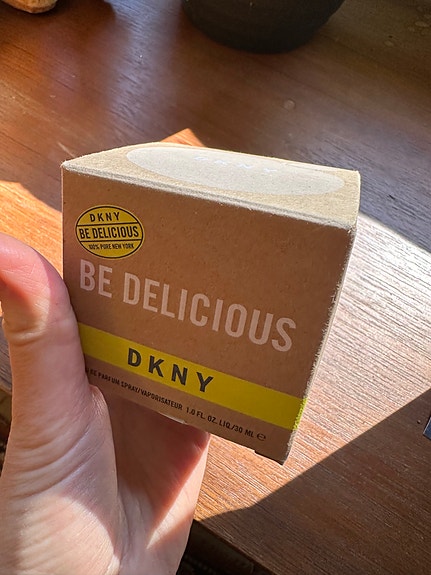 DKNY
BE DELICIOUS
100% PURE NEW YORK
BE DELICIOUS
DKNY
DE PARFUM SPRAY/VAPORISATEUR 1.0 FL. OZ. LIQ./30 ML ℮